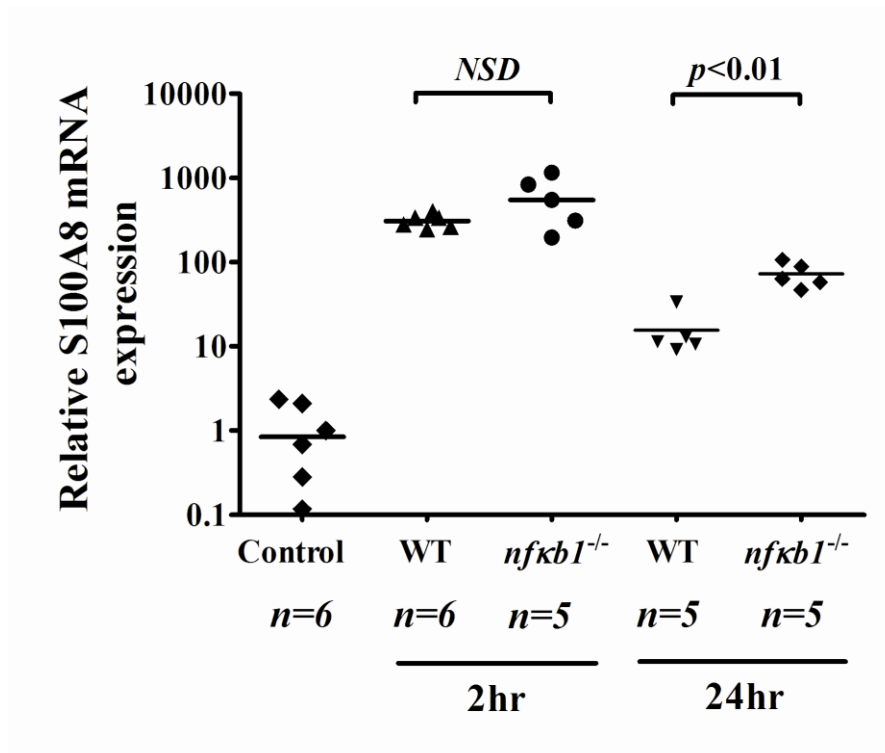 NSD p<0.01
Relative S100A8 mRNA
expression
10000
1000
100
10
1
0.1
Control WT nfκb1-/- WT nfκb1-/-
n=6 n=6 n=5 n=5 n=5
2hr 24hr